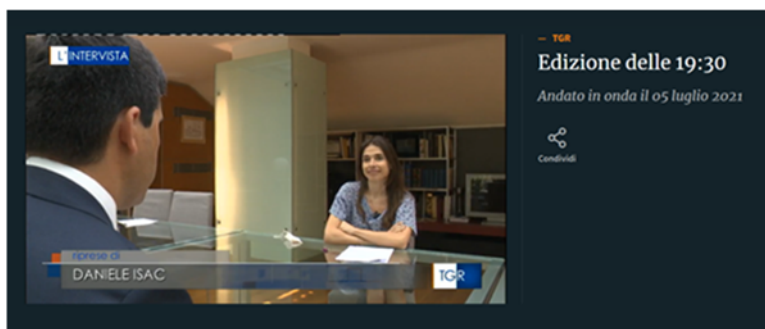 L'INTERVISTA
riprese di
DANIELE ISAC
TGR
— TGR
Edizione delle 19:30
Andato in onda il 05 luglio 2021
Condividi